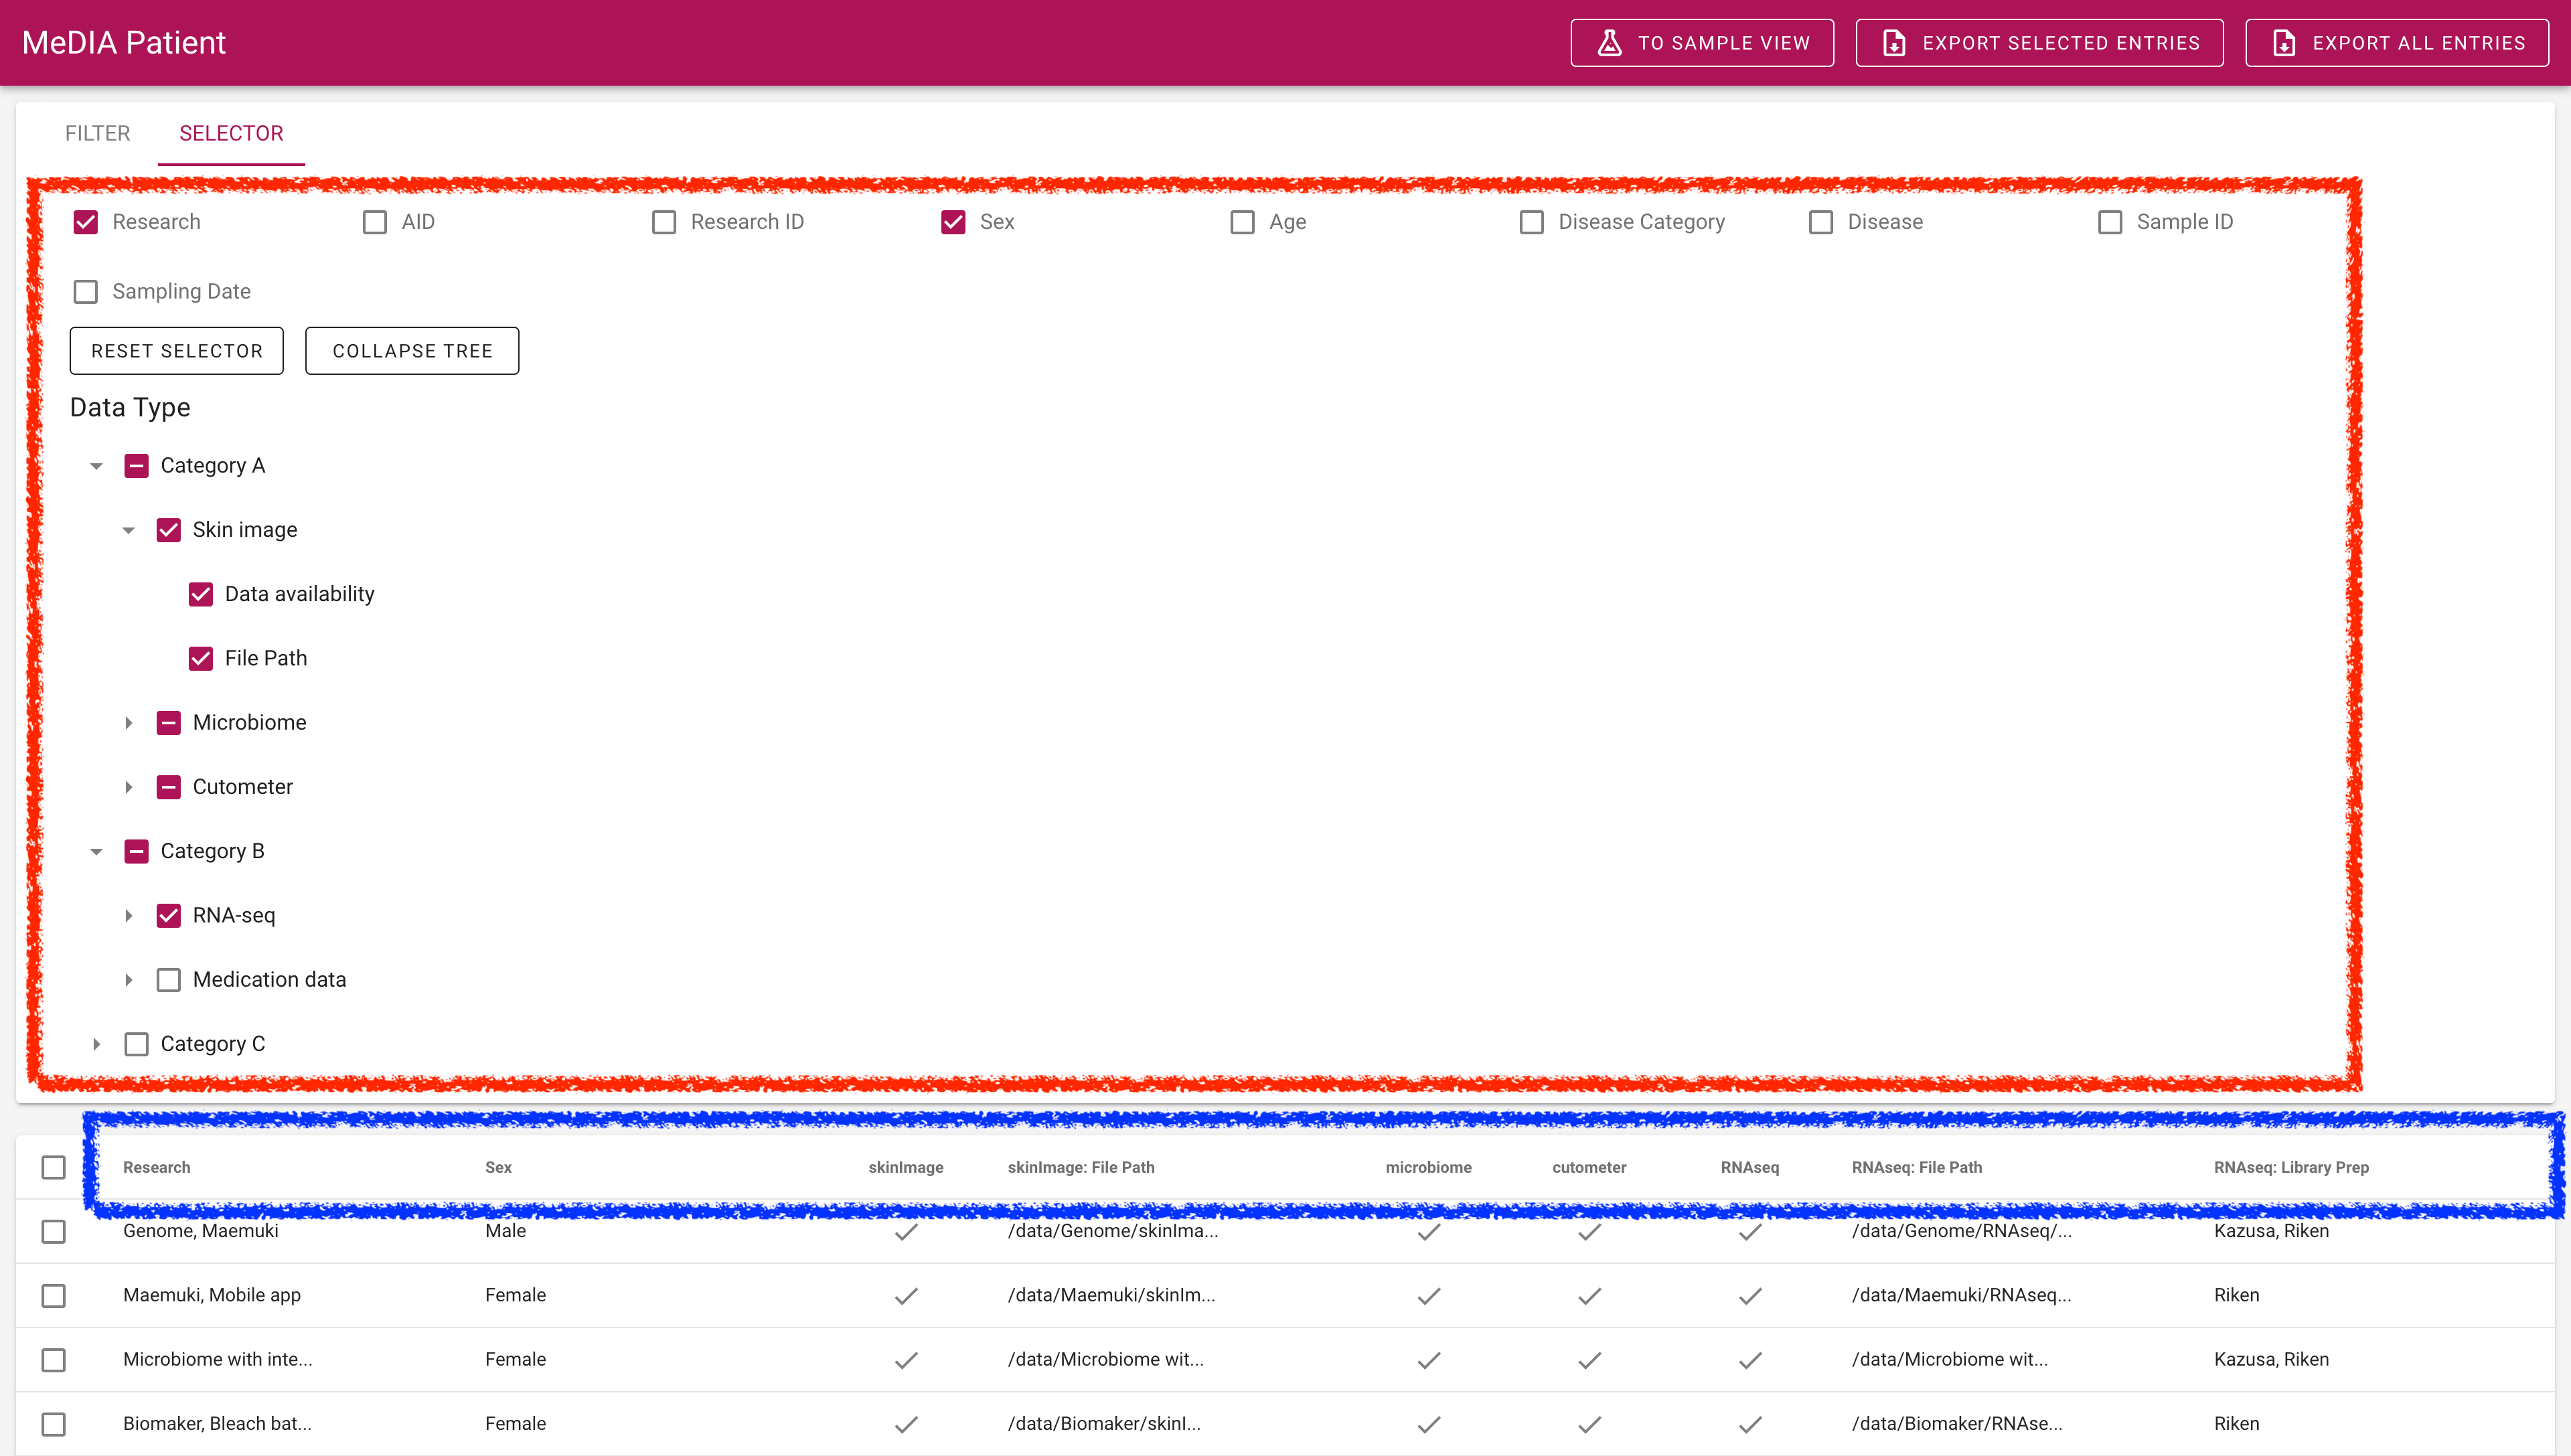 MeDIA Patient
TO SAMPLE VIEW
EXPORT SELECTED ENTRIES
EXPORT ALL ENTRIES
FILTER SELECTOR
Research AID Research ID Sex Age Disease Category Disease Sample ID
Sampling Date
RESET SELECTOR COLLAPSE TREE
Data Type
Category A
Skin image
Data availability
File Path
Microbiome
Cutometer
Category B
RNA-seq
Medication data
Category C
Research Sex skinImage skinImage: File Path microbiome cutometer RNAseq RNAseq: File Path RNAseq: Library Prep
Genome, Maemuki Male /data/Genome/skinIma... /data/Genome/RNAseq/... Kazusa, Riken
Maemuki, Mobile app Female /data/Maemuki/skinIm... /data/Maemuki/RNAseq... Riken
Microbiome with inte... Female /data/Microbiome wit... /data/Microbiome wit... Kazusa, Riken
Biomaker, Bleach bat... Female /data/Biomaker/skinI... /data/Biomaker/RNAse... Riken